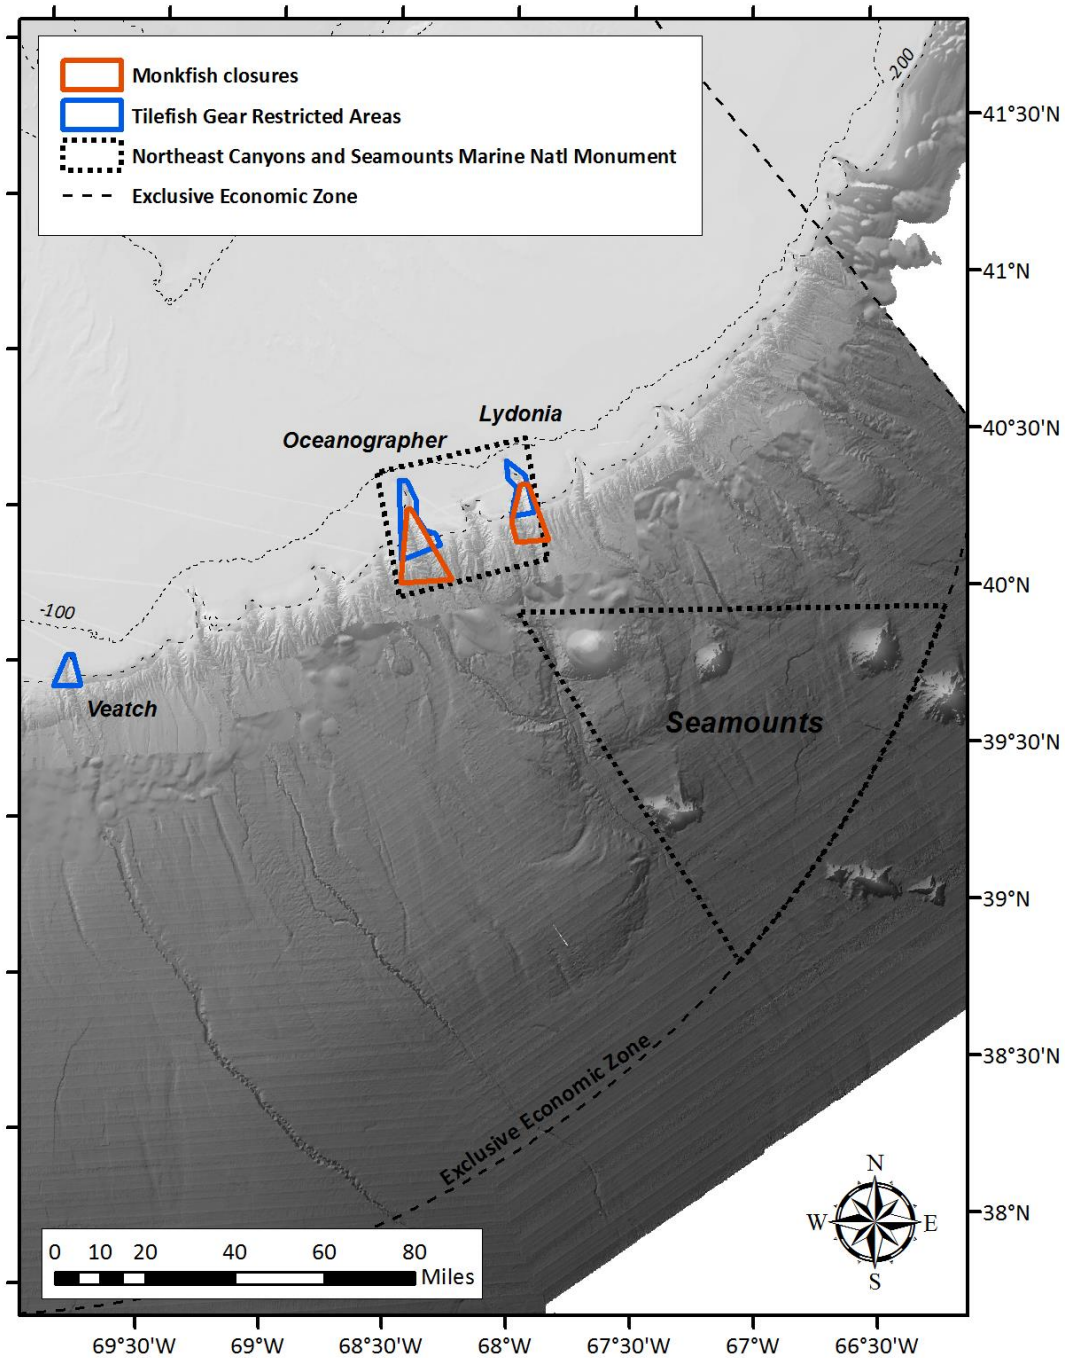 Monkfish closures
Tilefish Gear Restricted Areas
Northeast Canyons and Seamounts Marine Natl Monument
Exclusive Economic Zone
-200
41°30'N
41°N
40°30'N
40°N
39°30'N
39°N
38°30'N
38°N
Lydonia
Oceanographer
-100
Veatch
Seamounts
Exclusive Economic Zone
N
W
E
S
0 10 20 40 60 80
Miles
69°30'W 69°W 68°30'W 68°W 67°30'W 67°W 66°30'W